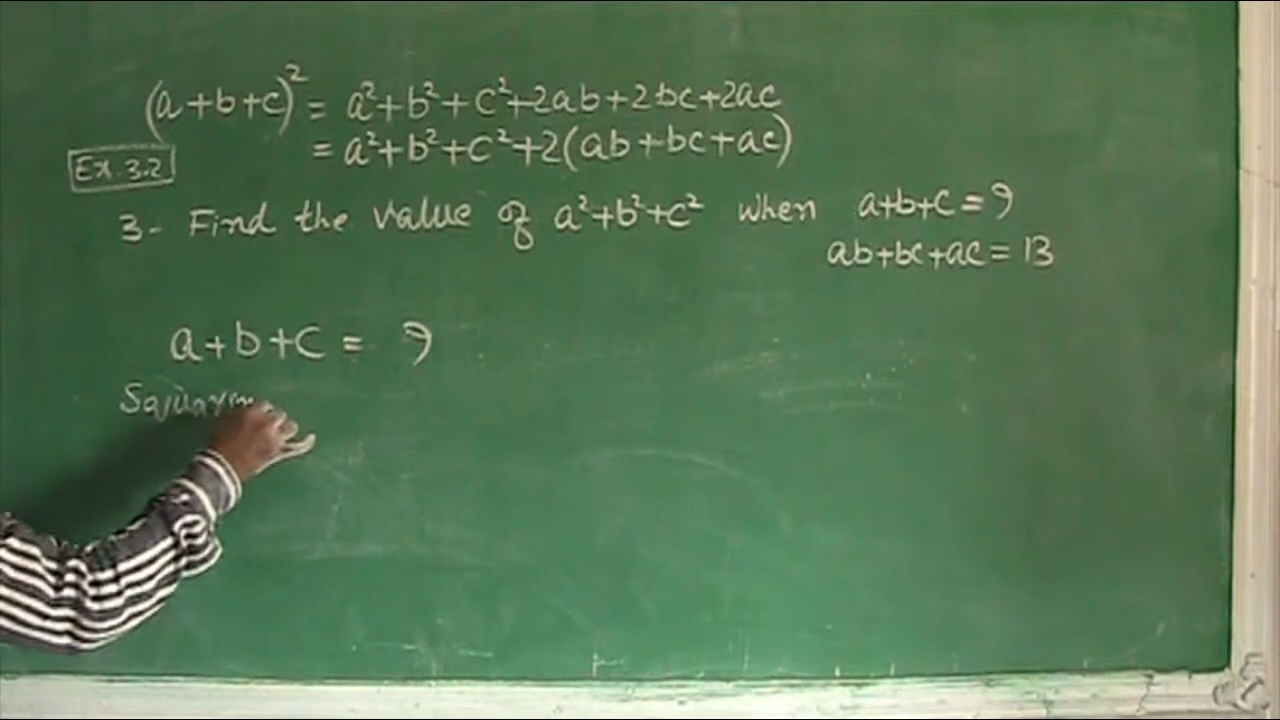 (a+b+c)² = a²+b²+c²+2ab+2bc+2ac
= a²+b²+c²+2(ab+bc+ac)
Ex. 3.2
3- Find the value of a²+b²+c² when a+b+c=9
ab+bc+ac=13
a+b+c = 9